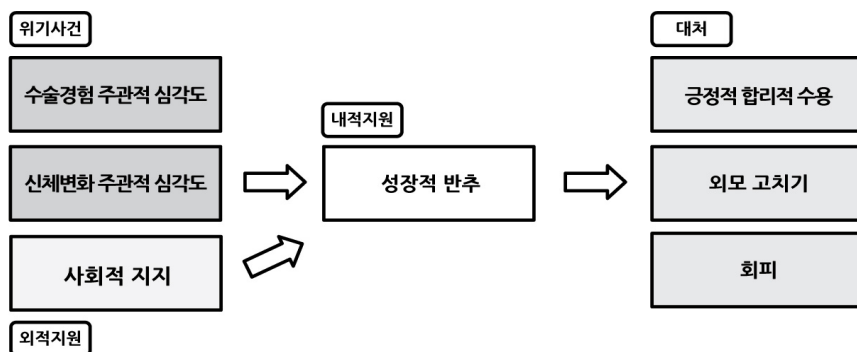 위기사건
수술경험 주관적 심각도
신체변화 주관적 심각도
사회적 지지
외적지원
내적지원
성장적 반추
대처
긍정적 합리적 수용
외모 고치기
회피